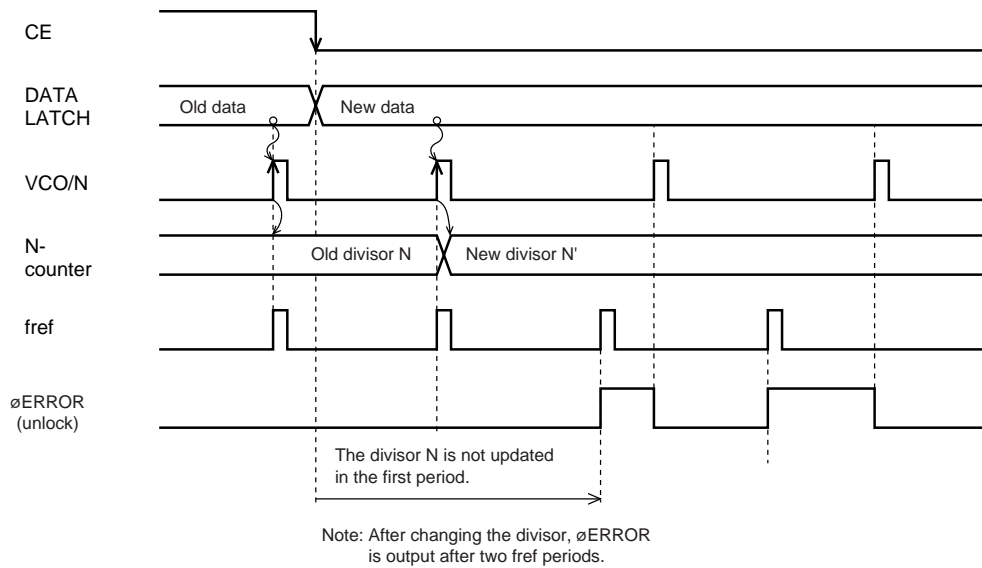 CE
DATA
LATCH
Old data
New data
VCO/N
N-
counter
Old divisor N
New divisor N'
fref
øERROR
(unlock)
The divisor N is not updated
in the first period.
Note: After changing the divisor, øERROR
is output after two fref periods.